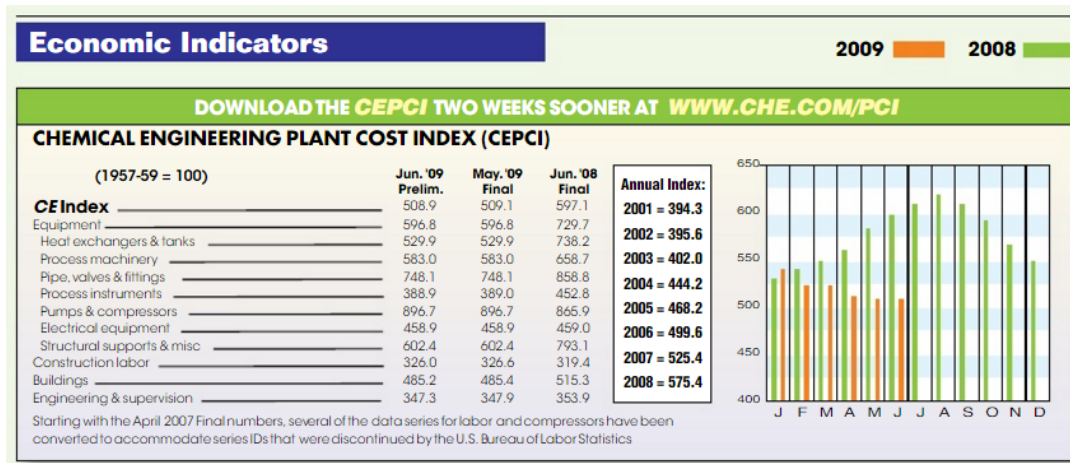 Economic Indicators
2009 2008
DOWNLOAD THE CEPCI TWO WEEKS SOONER AT WWW.CHE.COM/PCI
CHEMICAL ENGINEERING PLANT COST INDEX (CEPCI)
(1957-59 = 100) Jun. '09 Prelim. May. '09 Final Jun. '08 Final
CE Index 508.9 509.1 597.1
Equipment 596.8 596.8 729.7
Heat exchangers & tanks 529.9 529.9 738.2
Process machinery 583.0 583.0 658.7
Pipe, valves & fittings 748.1 748.1 858.8
Process instruments 388.9 389.0 452.8
Pumps & compressors 896.7 896.7 865.9
Electrical equipment 458.9 458.9 459.0
Structural supports & misc 602.4 602.4 793.1
Construction labor 326.0 326.6 319.4
Buildings 485.2 485.4 515.3
Engineering & supervision 347.3 347.9 353.9
Starting with the April 2007 Final numbers, several of the data series for labor and compressors have been
converted to accommodate series IDs that were discontinued by the U.S. Bureau of Labor Statistics
Annual Index:
2001 = 394.3
2002 = 395.6
2003 = 402.0
2004 = 444.2
2005 = 468.2
2006 = 499.6
2007 = 525.4
2008 = 575.4
650
600
550
500
450
400
J F M A M J J A S O N D